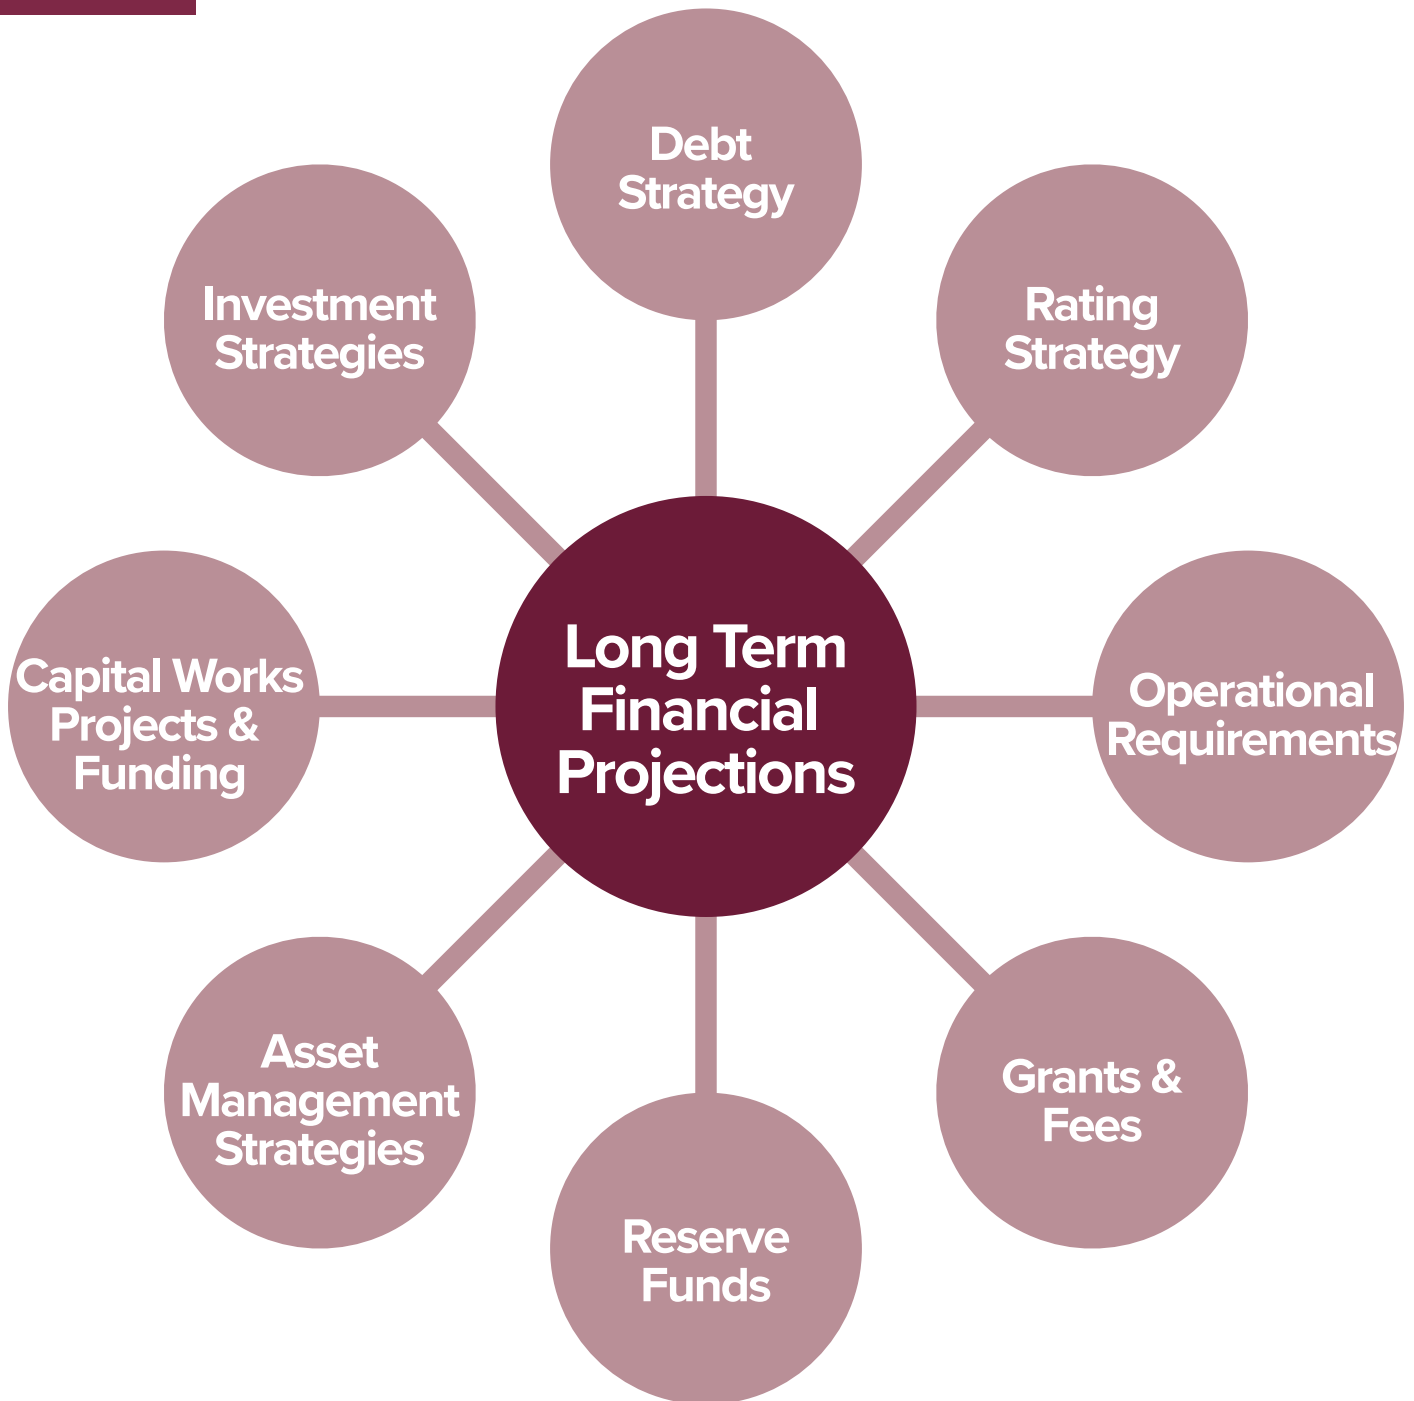 Debt
Strategy
Investment
Strategies
Rating
Strategy
Long Term
Financial
Projections
Capital Works
Projects &
Funding
Operational
Requirements
Asset
Management
Strategies
Grants &
Fees
Reserve
Funds